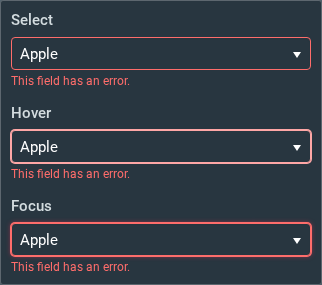 Select
Apple
This field has an error.
Hover
Apple
This field has an error.
Focus
Apple
This field has an error.